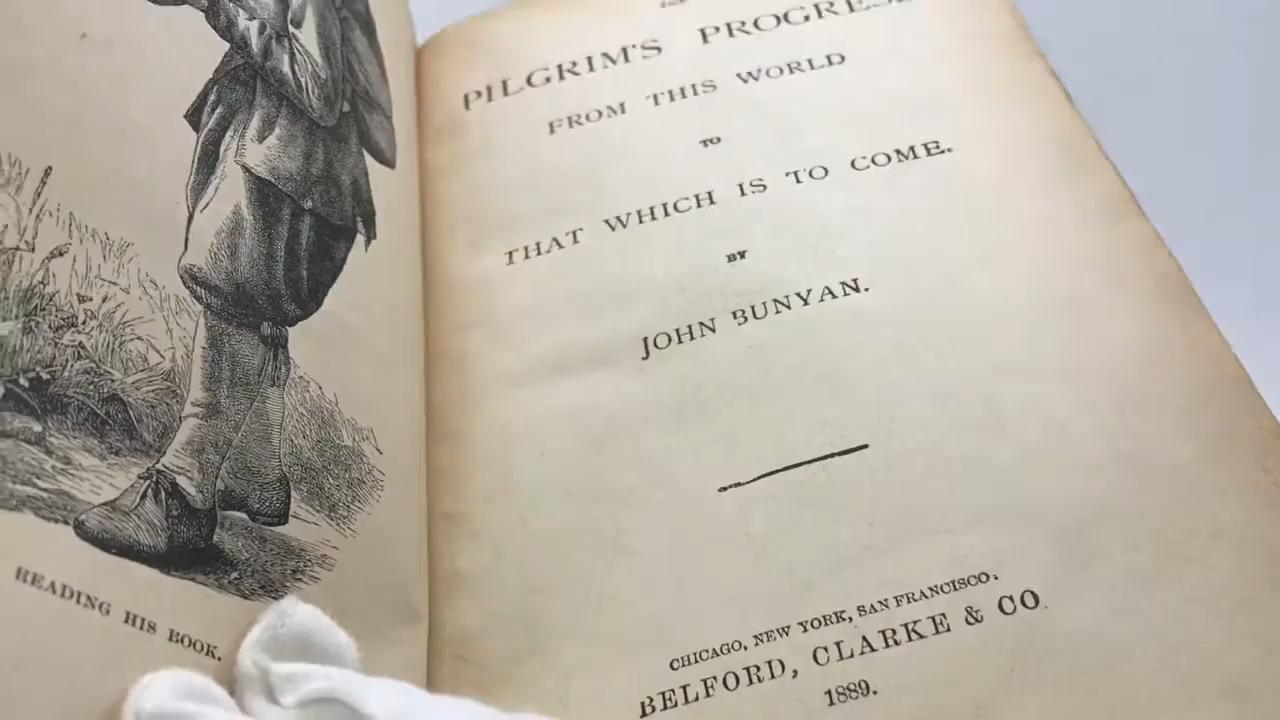 READING HIS BOOK.
PILGRIM'S PROGRESS
FROM THIS WORLD
TO
THAT WHICH IS TO COME.
BY
JOHN BUNYAN.
CHICAGO, NEW YORK, SAN FRANCISCO.
BELFORD, CLARKE & CO.
1889.